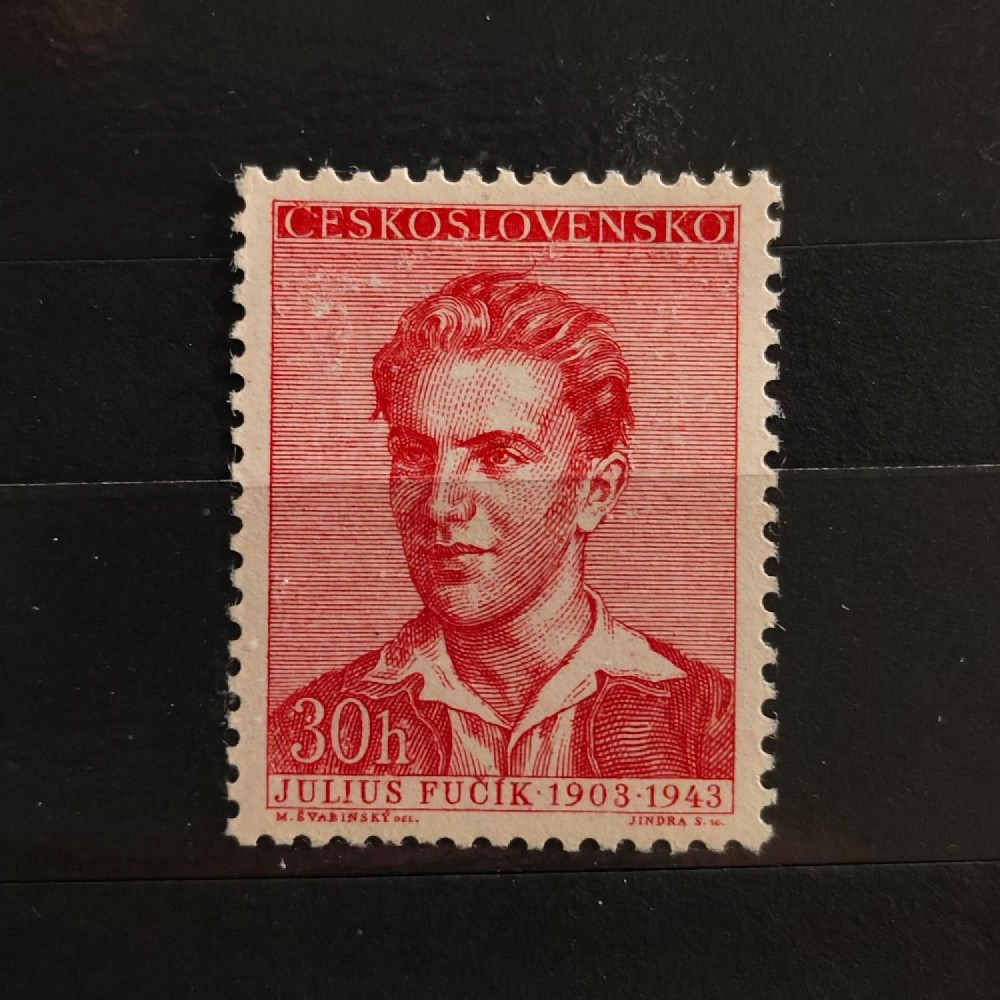 ČESKOSLOVENSKO
30h
JULIUS FUČÍK·1903·1943
M. ŠVABINSKÝ DEL. JINDRA S. sc.